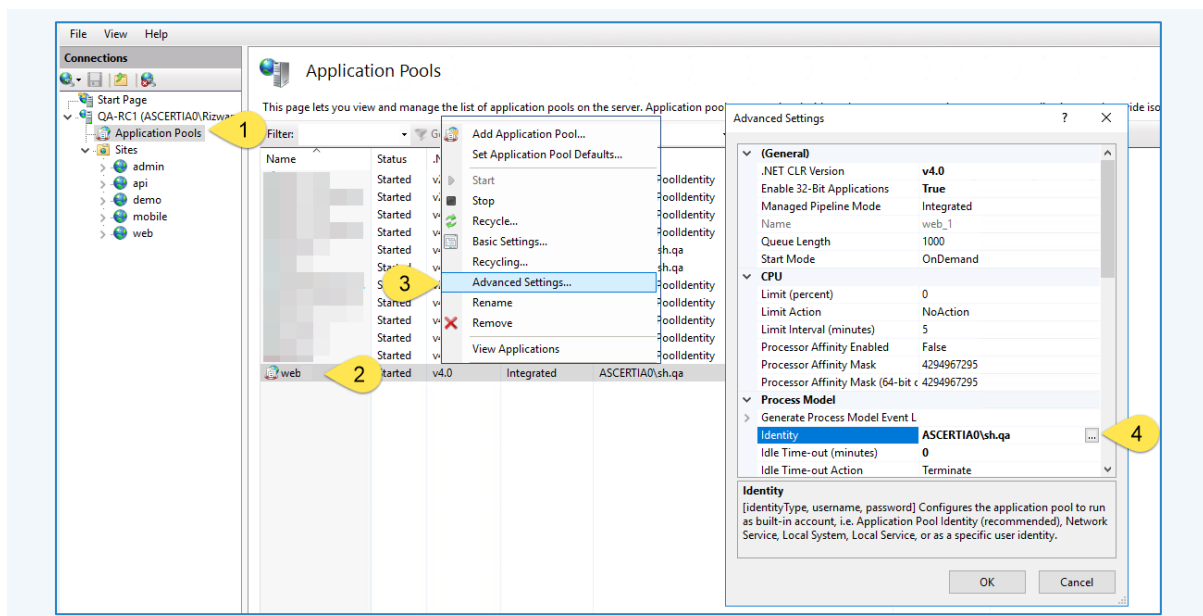 File View Help
Connections
Start Page
QA-RC1 (ASCERTIA0\Rizwan
Application Pools
Sites
admin
api
demo
mobile
web
1
Application Pools
This page lets you view and manage the list of application pools on the server. Application pool
ide iso
Filter:
Name Status
Started
Started
Started
Started
Started
Started
Started
Started
Started
Started
web Started v4.0 Integrated ASCERTIA0\sh.qa
2
PoolIdentity
PoolIdentity
PoolIdentity
PoolIdentity
sh.qa
sh.qa
PoolIdentity
PoolIdentity
PoolIdentity
PoolIdentity
PoolIdentity
Add Application Pool...
Set Application Pool Defaults...
Start
Stop
Recycle...
Basic Settings...
Recycling...
Advanced Settings...
Rename
Remove
View Applications
3
Advanced Settings ? X
(General)
.NET CLR Version v4.0
Enable 32-Bit Applications True
Managed Pipeline Mode Integrated
Name web_1
Queue Length 1000
Start Mode OnDemand
CPU
Limit (percent) 0
Limit Action NoAction
Limit Interval (minutes) 5
Processor Affinity Enabled False
Processor Affinity Mask 4294967295
Processor Affinity Mask (64-bit c 4294967295
Process Model
Generate Process Model Event L
Identity ASCERTIA0\sh.qa ...
4
Idle Time-out (minutes) 0
Idle Time-out Action Terminate
Identity
[identityType, username, password] Configures the application pool to run
as built-in account, i.e. Application Pool Identity (recommended), Network
Service, Local System, Local Service, or as a specific user identity.
OK Cancel